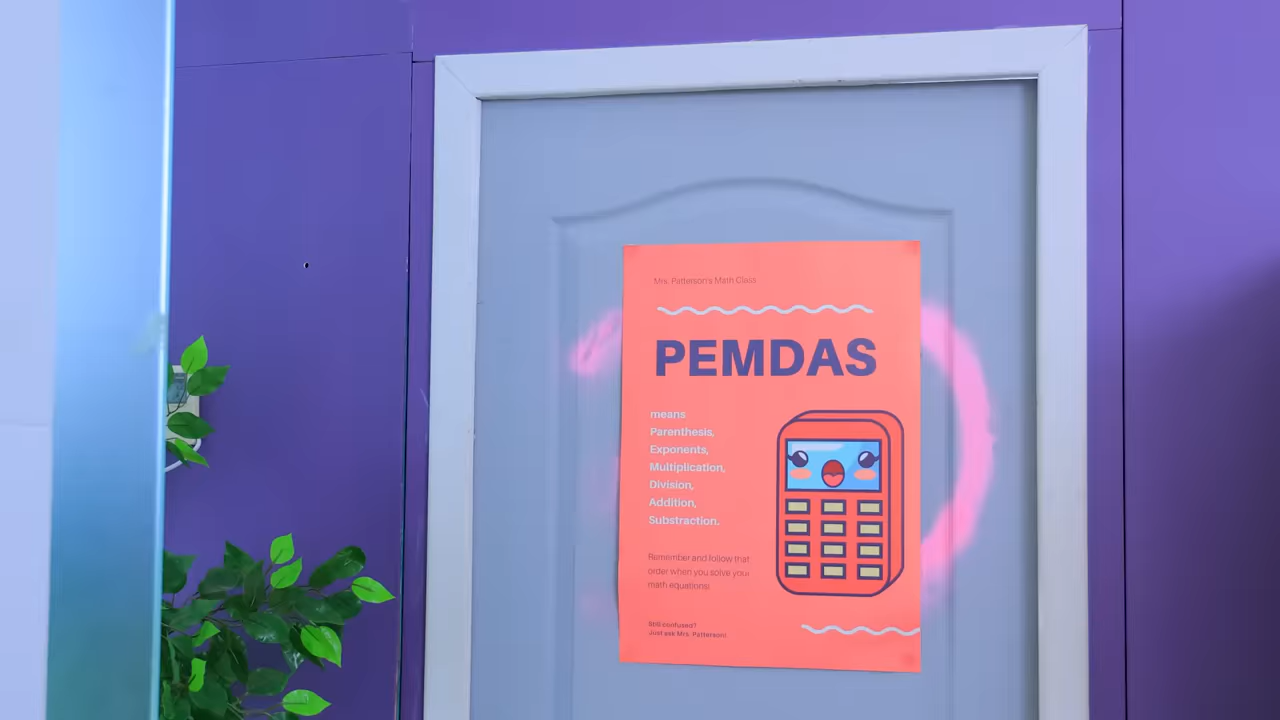 Mrs. Patterson's Math Class
PEMDAS
means
Parenthesis,
Exponents,
Multiplication,
Division,
Addition,
Substraction.
Remember and follow that
order when you solve your
math equations!
Still confused?
Just ask Mrs. Patterson!